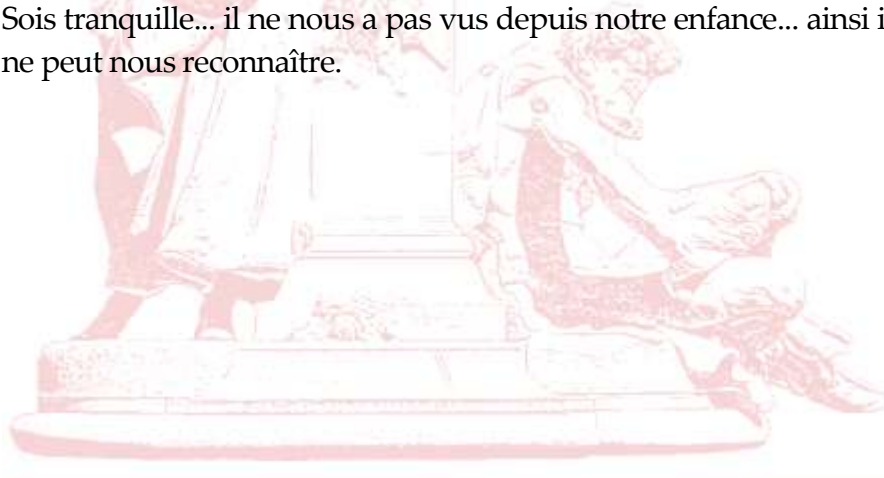 Sois tranquille... il ne nous a pas vus depuis notre enfance... ainsi i
ne peut nous reconnaître.